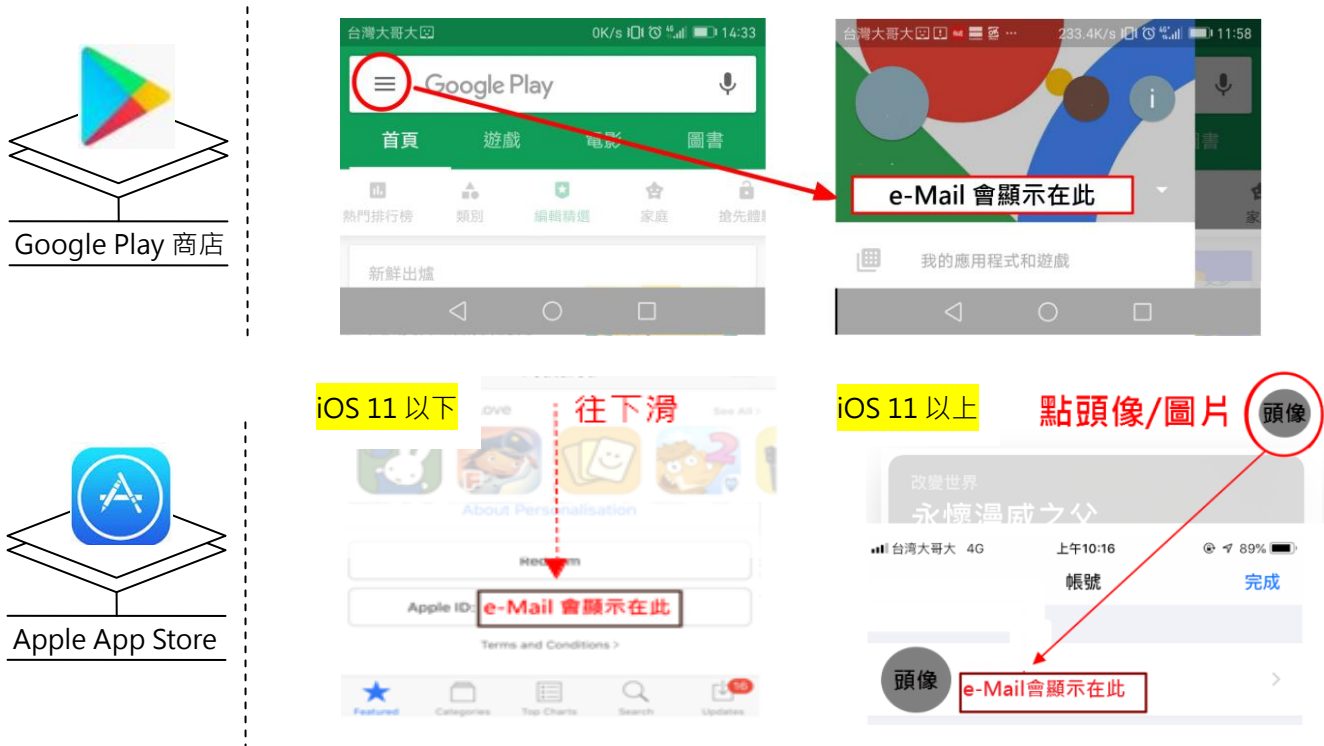 Google Play 商店
台灣大哥大
0K/s
14:33
Google Play
首頁
遊戲
電影
圖書
熱門排行榜
類別
編輯精選
家庭
搶先體驗
新鮮出爐
台灣大哥大
233.4K/s
11:58
i
圖書
家
e-Mail 會顯示在此
我的應用程式和遊戲
Apple App Store
iOS 11 以下
往下滑
See All >
About Personalisation
Redeem
Apple ID:
e-Mail 會顯示在此
Terms and Conditions >
Featured
Categories
Top Charts
Search
Updates
16
iOS 11 以上
點頭像/圖片
頭像
改變世界
永懷漫威之父
台湾大哥大 4G
上午10:16
89%
帳號
完成
頭像
e-Mail會顯示在此